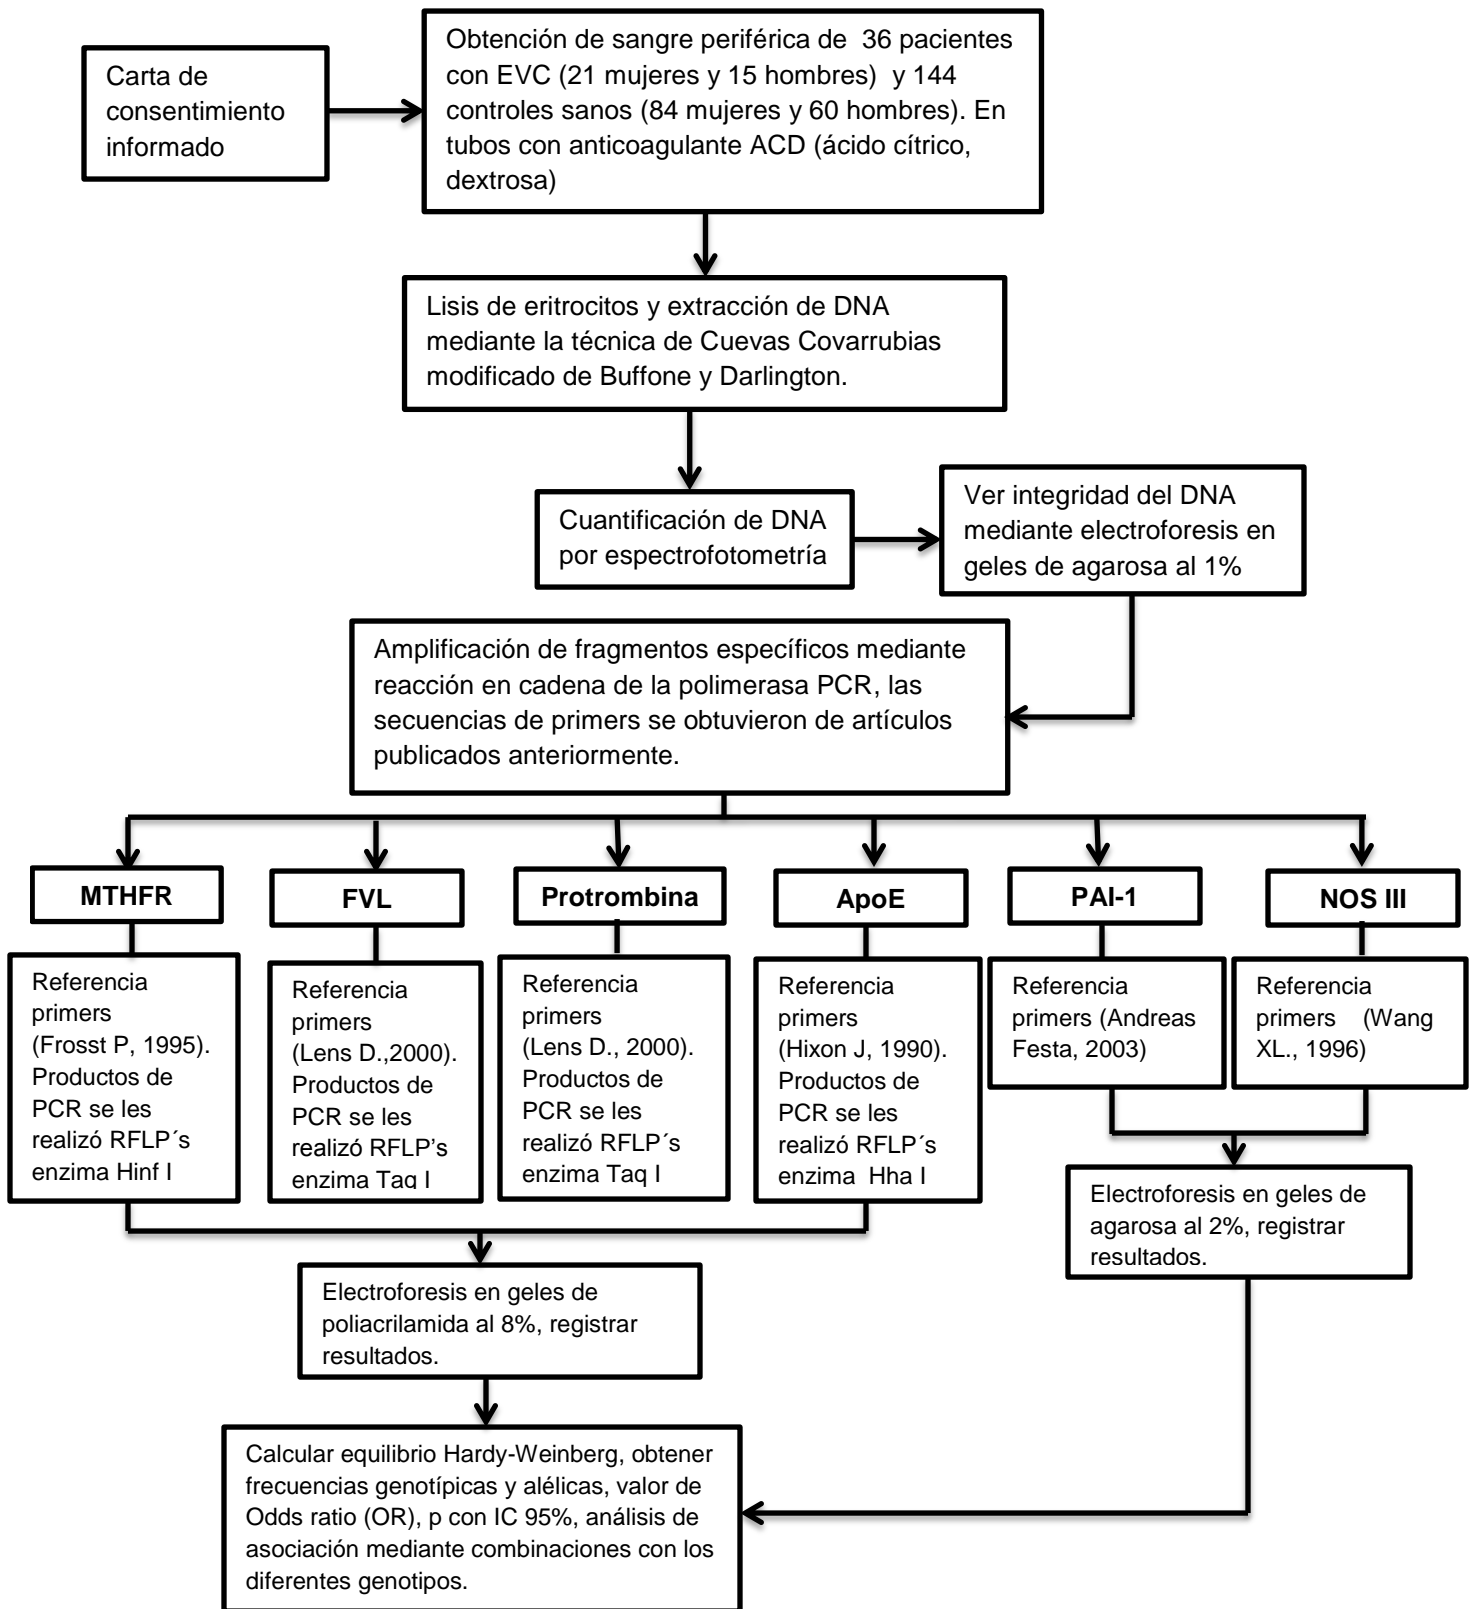 Carta de
consentimiento
informado
Obtención de sangre periférica de 36 pacientes
con EVC (21 mujeres y 15 hombres) y 144
controles sanos (84 mujeres y 60 hombres). En
tubos con anticoagulante ACD (ácido cítrico,
dextrosa)
Lisis de eritrocitos y extracción de DNA
mediante la técnica de Cuevas Covarrubias
modificado de Buffone y Darlington.
Cuantificación de DNA
por espectrofotometría
Ver integridad del DNA
mediante electroforesis en
geles de agarosa al 1%
Amplificación de fragmentos específicos mediante
reacción en cadena de la polimerasa PCR, las
secuencias de primers se obtuvieron de artículos
publicados anteriormente.
MTHFR
FVL
Protrombina
ApoE
PAI-1
NOS III
Referencia
primers
(Frosst P, 1995).
Productos de
PCR se les
realizó RFLP´s
enzima Hinf I
Referencia
primers
(Lens D.,2000).
Productos de
PCR se les
realizó RFLP’s
enzima Taq I
Referencia
primers
(Lens D., 2000).
Productos de
PCR se les
realizó RFLP´s
enzima Taq I
Referencia
primers
(Hixon J, 1990).
Productos de
PCR se les
realizó RFLP´s
enzima Hha I
Referencia
primers (Andreas
Festa, 2003)
Referencia
primers (Wang
XL., 1996)
Electroforesis en geles de
agarosa al 2%, registrar
resultados.
Electroforesis en geles de
poliacrilamida al 8%, registrar
resultados.
Calcular equilibrio Hardy-Weinberg, obtener
frecuencias genotípicas y alélicas, valor de
Odds ratio (OR), p con IC 95%, análisis de
asociación mediante combinaciones con los
diferentes genotipos.